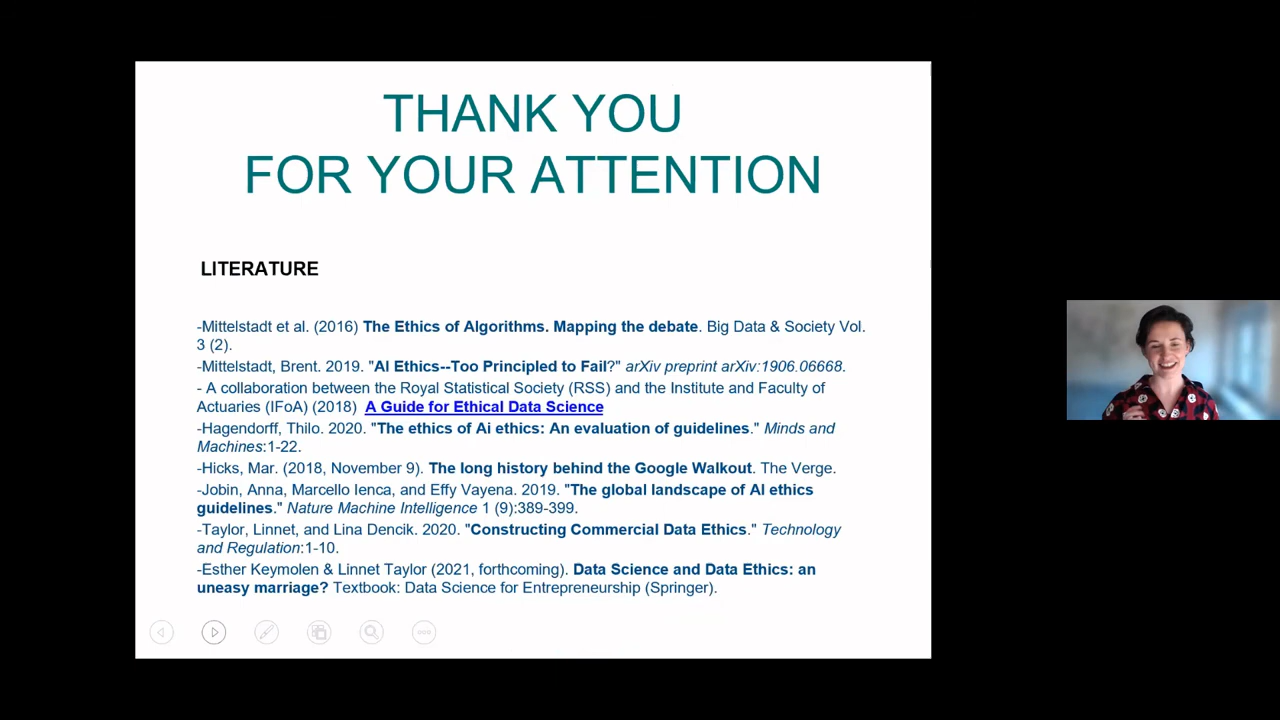 THANK YOU
FOR YOUR ATTENTION
LITERATURE
-Mittelstadt et al. (2016) The Ethics of Algorithms. Mapping the debate. Big Data & Society Vol.
3 (2).
-Mittelstadt, Brent. 2019. "AI Ethics--Too Principled to Fail?" arXiv preprint arXiv:1906.06668.
- A collaboration between the Royal Statistical Society (RSS) and the Institute and Faculty of
Actuaries (IFoA) (2018) A Guide for Ethical Data Science
-Hagendorff, Thilo. 2020. "The ethics of Ai ethics: An evaluation of guidelines." Minds and
Machines:1-22.
-Hicks, Mar. (2018, November 9). The long history behind the Google Walkout. The Verge.
-Jobin, Anna, Marcello Ienca, and Effy Vayena. 2019. "The global landscape of AI ethics
guidelines." Nature Machine Intelligence 1 (9):389-399.
-Taylor, Linnet, and Lina Dencik. 2020. "Constructing Commercial Data Ethics." Technology
and Regulation:1-10.
-Esther Keymolen & Linnet Taylor (2021, forthcoming). Data Science and Data Ethics: an
uneasy marriage? Textbook: Data Science for Entrepreneurship (Springer).